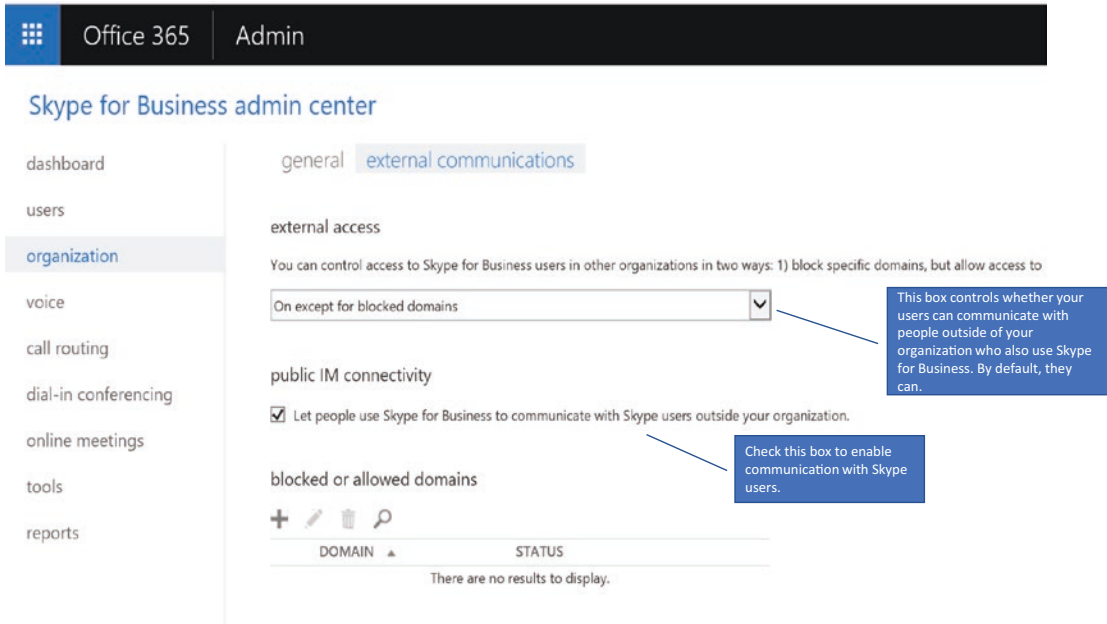 Office 365 Admin
Skype for Business admin center
dashboard
users
organization
voice
call routing
dial-in conferencing
online meetings
tools
reports
general external communications
external access
You can control access to Skype for Business users in other organizations in two ways: 1) block specific domains, but allow access to
On except for blocked domains
This box controls whether your
users can communicate with
people outside of your
organization who also use Skype
for Business. By default, they
can.
public IM connectivity
Let people use Skype for Business to communicate with Skype users outside your organization.
Check this box to enable
communication with Skype
users.
blocked or allowed domains
DOMAIN STATUS
There are no results to display.